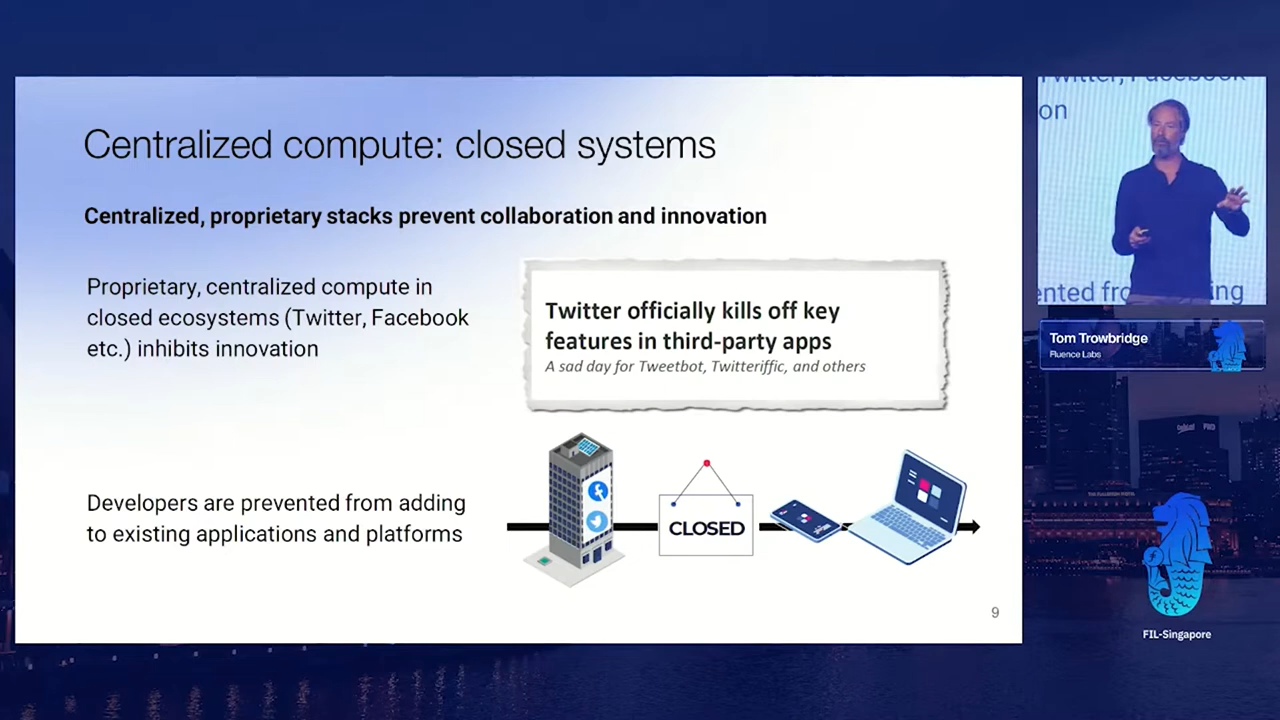 Centralized compute: closed systems
Centralized, proprietary stacks prevent collaboration and innovation
Proprietary, centralized compute in
closed ecosystems (Twitter, Facebook
etc.) inhibits innovation
Twitter officially kills off key
features in third-party apps
A sad day for Tweetbot, Twitteriffic, and others
Developers are prevented from adding
to existing applications and platforms
CLOSED
9
Twitter, Facebook
on
ented fro
ing
Tom Trowbridge
Fluence Labs
FIL-Singapore